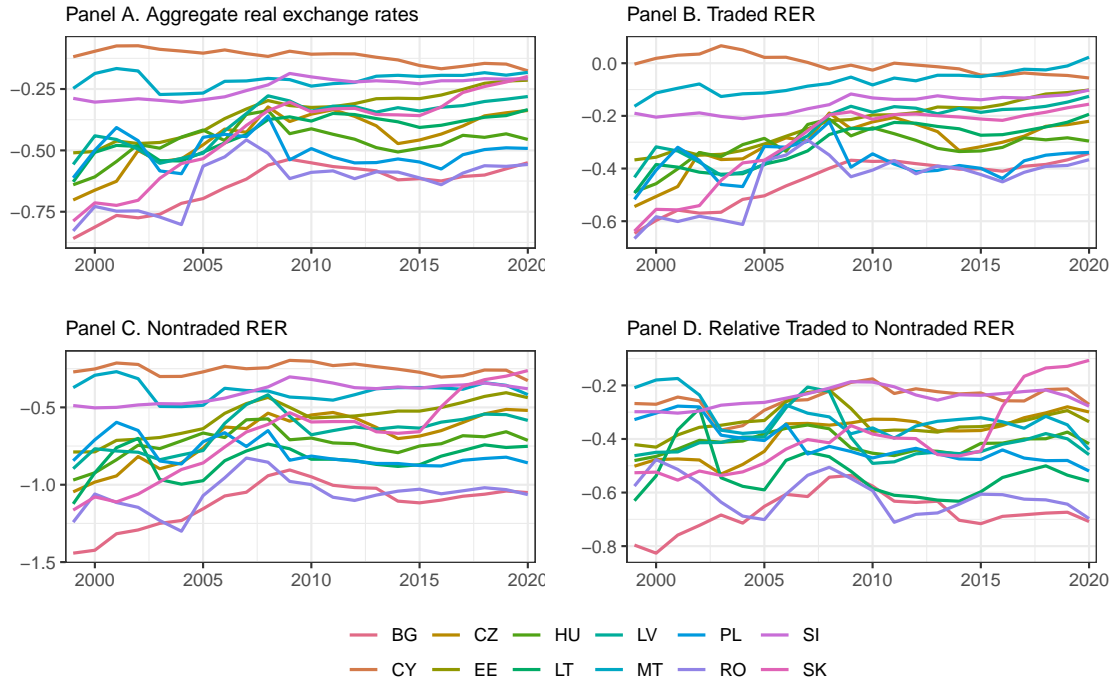 Panel A. Aggregate real exchange rates
−0.25
−0.50
−0.75
2000 2005 2010 2015 2020
Panel B. Traded RER
0.0
−0.2
−0.4
−0.6
2000 2005 2010 2015 2020
Panel C. Nontraded RER
−0.5
−1.0
−1.5
2000 2005 2010 2015 2020
Panel D. Relative Traded to Nontraded RER
−0.2
−0.4
−0.6
−0.8
2000 2005 2010 2015 2020
BG CZ HU LV PL SI
CY EE LT MT RO SK